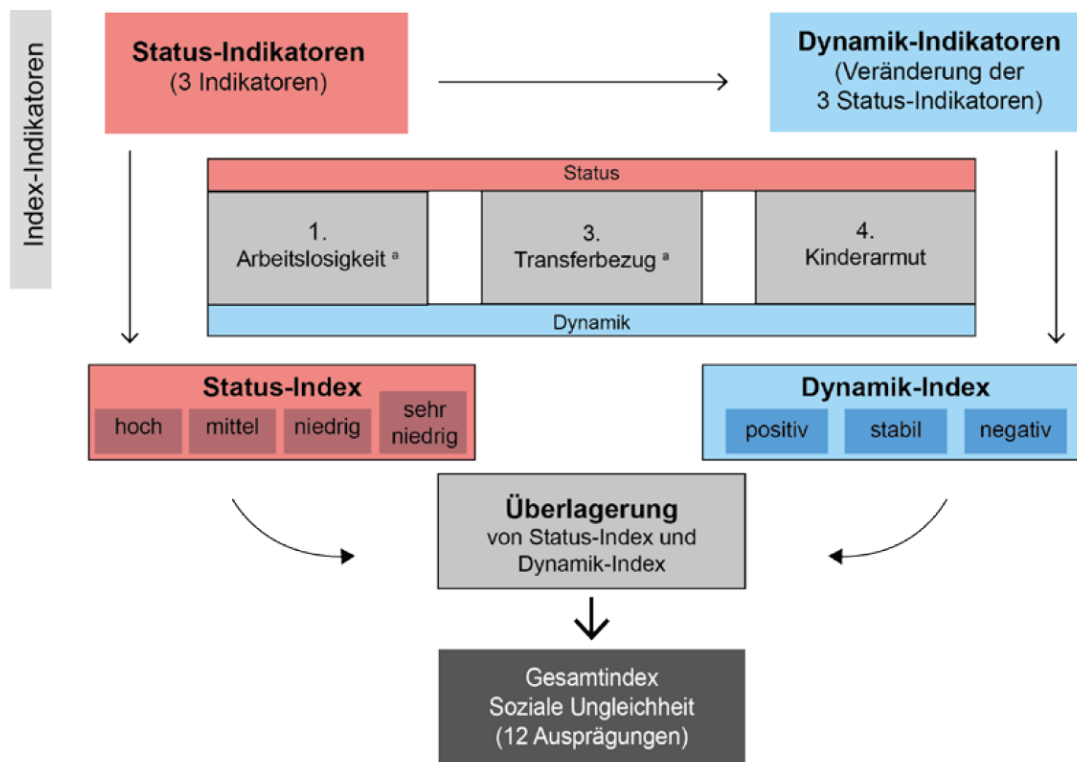 Index-Indikatoren
Status-Indikatoren
(3 Indikatoren)
Dynamik-Indikatoren
(Veränderung der
3 Status-Indikatoren)
Status
1.
Arbeitslosigkeit ª
3.
Transferbezug ª
4.
Kinderarmut
Dynamik
Status-Index
hoch
mittel
niedrig
sehr
niedrig
Dynamik-Index
positiv
stabil
negativ
Überlagerung
von Status-Index und
Dynamik-Index
Gesamtindex
Soziale Ungleichheit
(12 Ausprägungen)